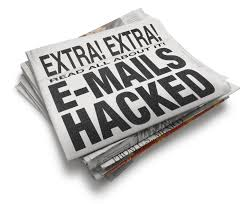 EXTRA! EXTRA!
READ ALL ABOUT IT!
E-MAILS
HACKED